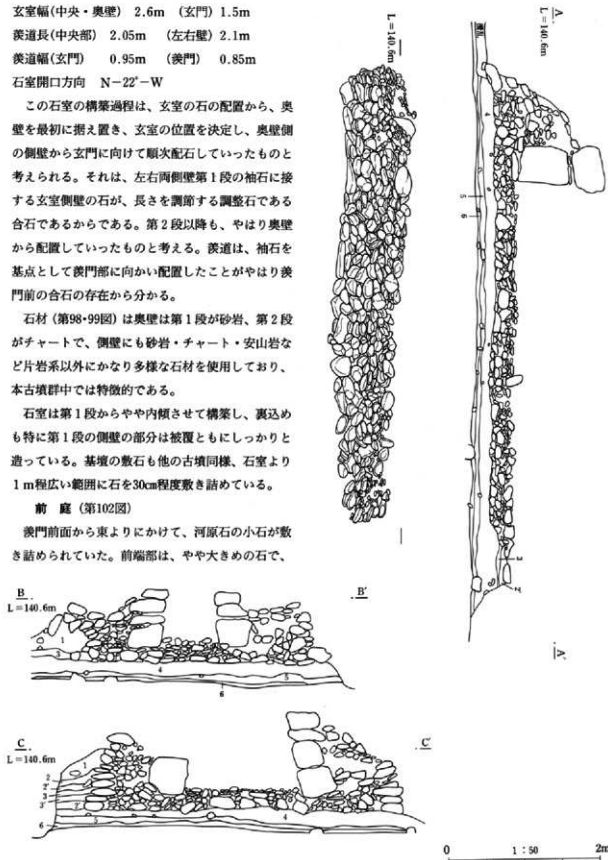 玄室幅(中央・奥壁) 2.6m (玄門) 1.5m
羨道長(中央部) 2.05m (左右壁) 2.1m
羨道幅(玄門) 0.95m (羨門) 0.85m
石室開口方向 N-22°-W
この石室の構築過程は、玄室の石の配置から、奥
壁を最初に据え置き、玄室の位置を決定し、奥壁側
の側壁から玄門に向けて順次配石していったものと
考えられる。それは、左右両側壁第1段の袖石に接
する玄室側壁の石が、長さを調節する調整石である
合石であるからである。第2段以降も、やはり奥壁
から配置していったものと考える。羨道は、袖石を
基点として羨門部に向かい配置したことがやはり羨
門前の合石の存在から分かる。
石材(第98・99図)は奥壁は第1段が砂岩、第2段
がチャートで、側壁にも砂岩・チャート・安山岩な
ど片岩系以外にかなり多様な石材を使用しており、
本古墳群中では特徴的である。
石室は第1段からやや内傾させて構築し、裏込め
も特に第1段の側壁の部分は被覆ともにしっかりと
造っている。基壇の敷石も他の古墳同様、石室より
1m程広い範囲に石を30cm程度敷き詰めている。
前庭(第102図)
羨門前面から東よりにかけて、河原石の小石が敷
き詰められていた。前端部は、やや大きめの石で、
L=140.6m
A
L=140.6m
4
5
6
3
2'
A'
B
L=140.6m
B'
1
3
4
5
6
C
L=140.6m
C'
1
2
2'
3
3'
3'
4
5
6
0 1:50 2m